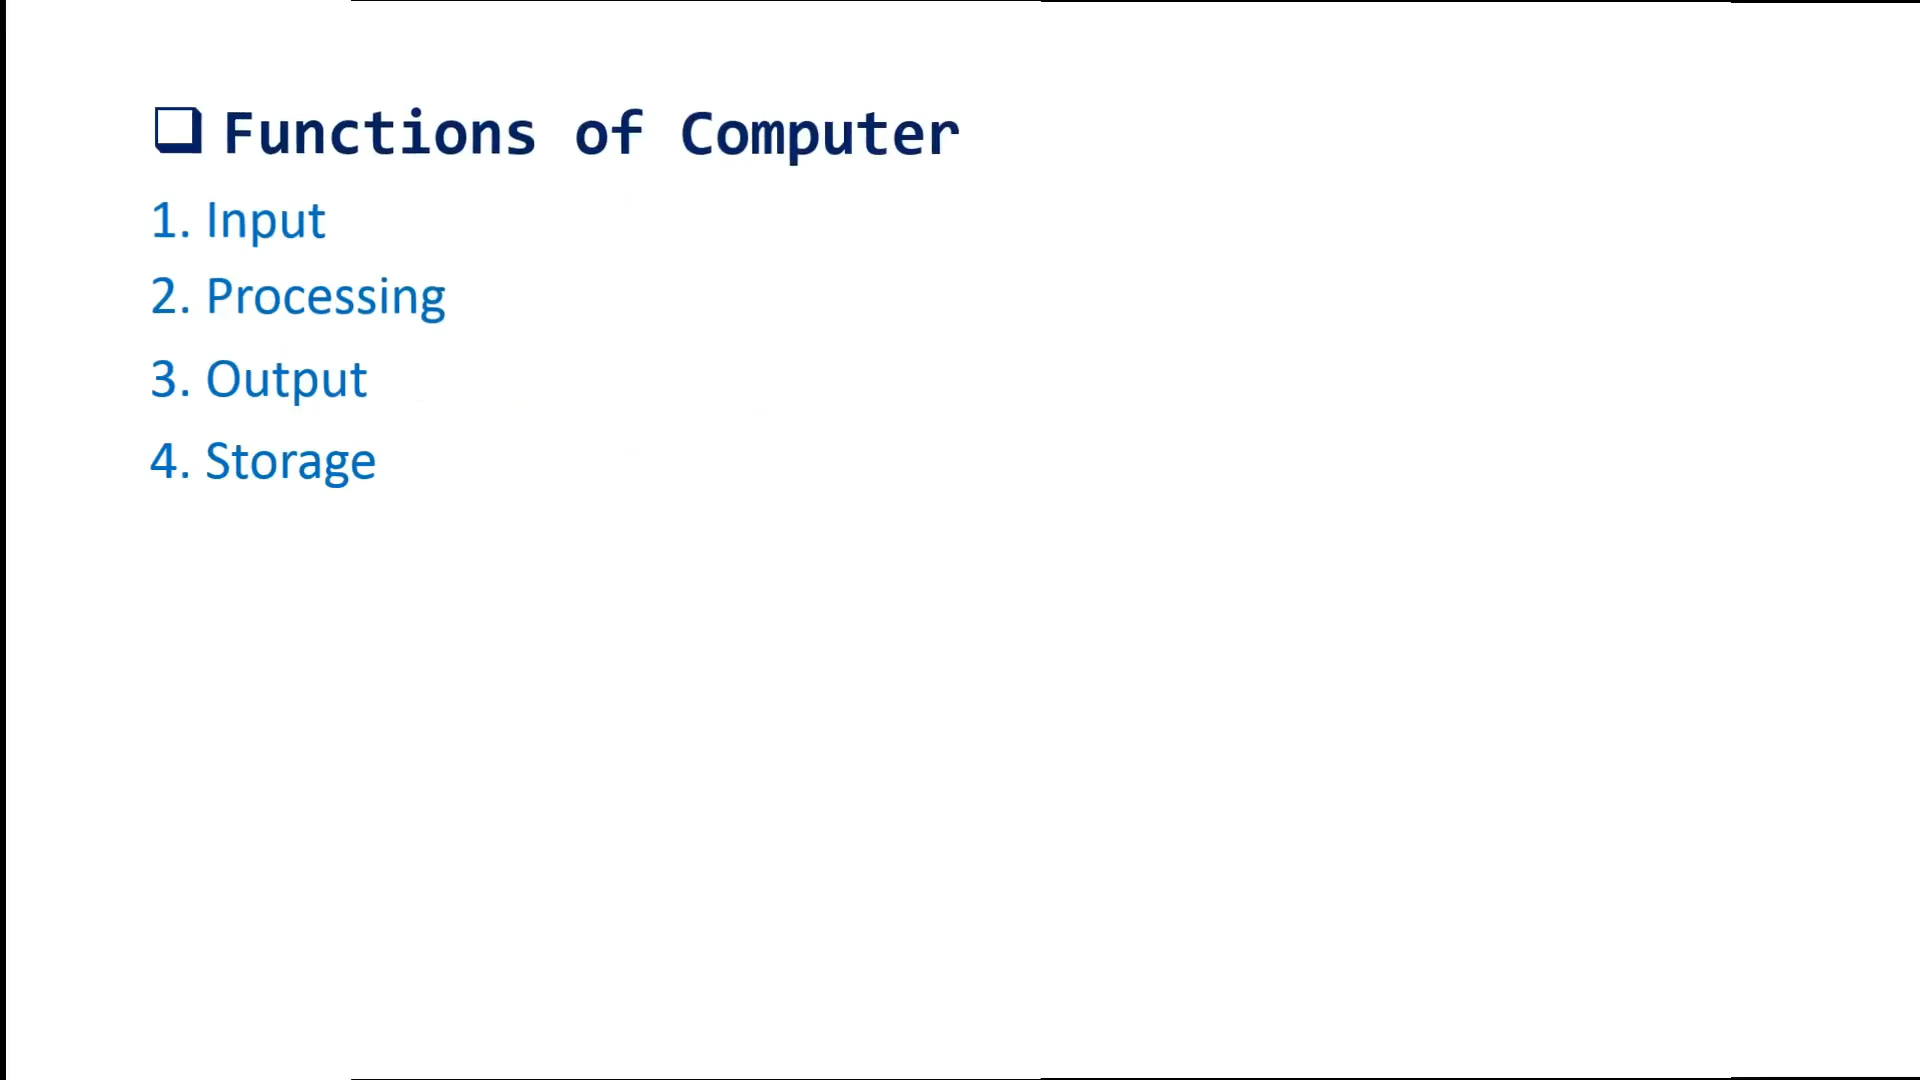 ❑ Functions of Computer
1. Input
2. Processing
3. Output
4. Storage